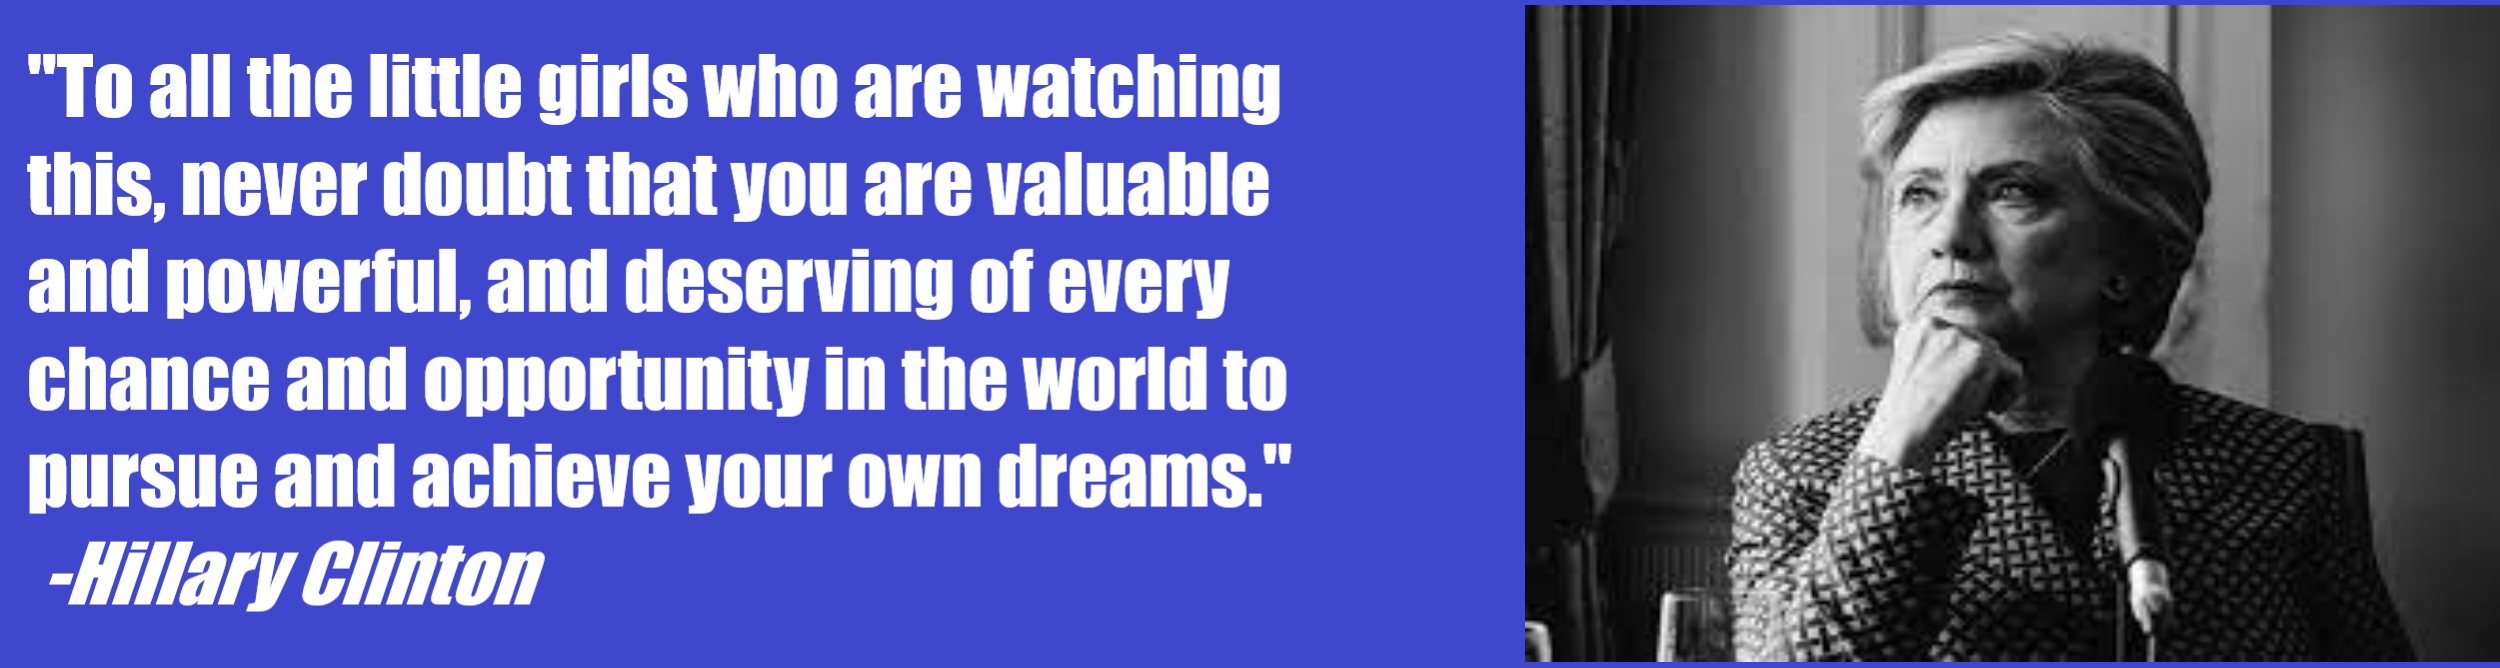 "To all the little girls who are watching
this, never doubt that you are valuable
and powerful, and deserving of every
chance and opportunity in the world to
pursue and achieve your own dreams."
-Hillary Clinton